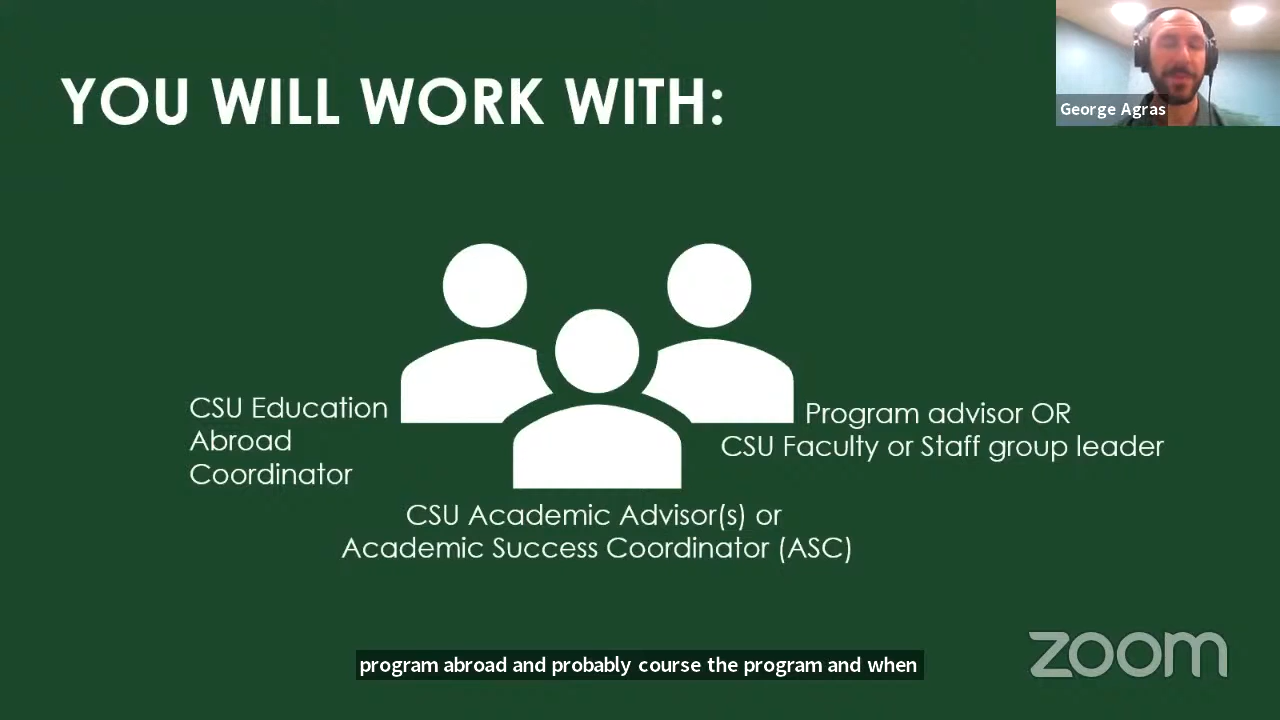 YOU WILL WORK WITH:
George Agras
CSU Education
Abroad
Coordinator
Program advisor OR
CSU Faculty or Staff group leader
CSU Academic Advisor(s) or
Academic Success Coordinator (ASC)
program abroad and probably course the program and when
zoom